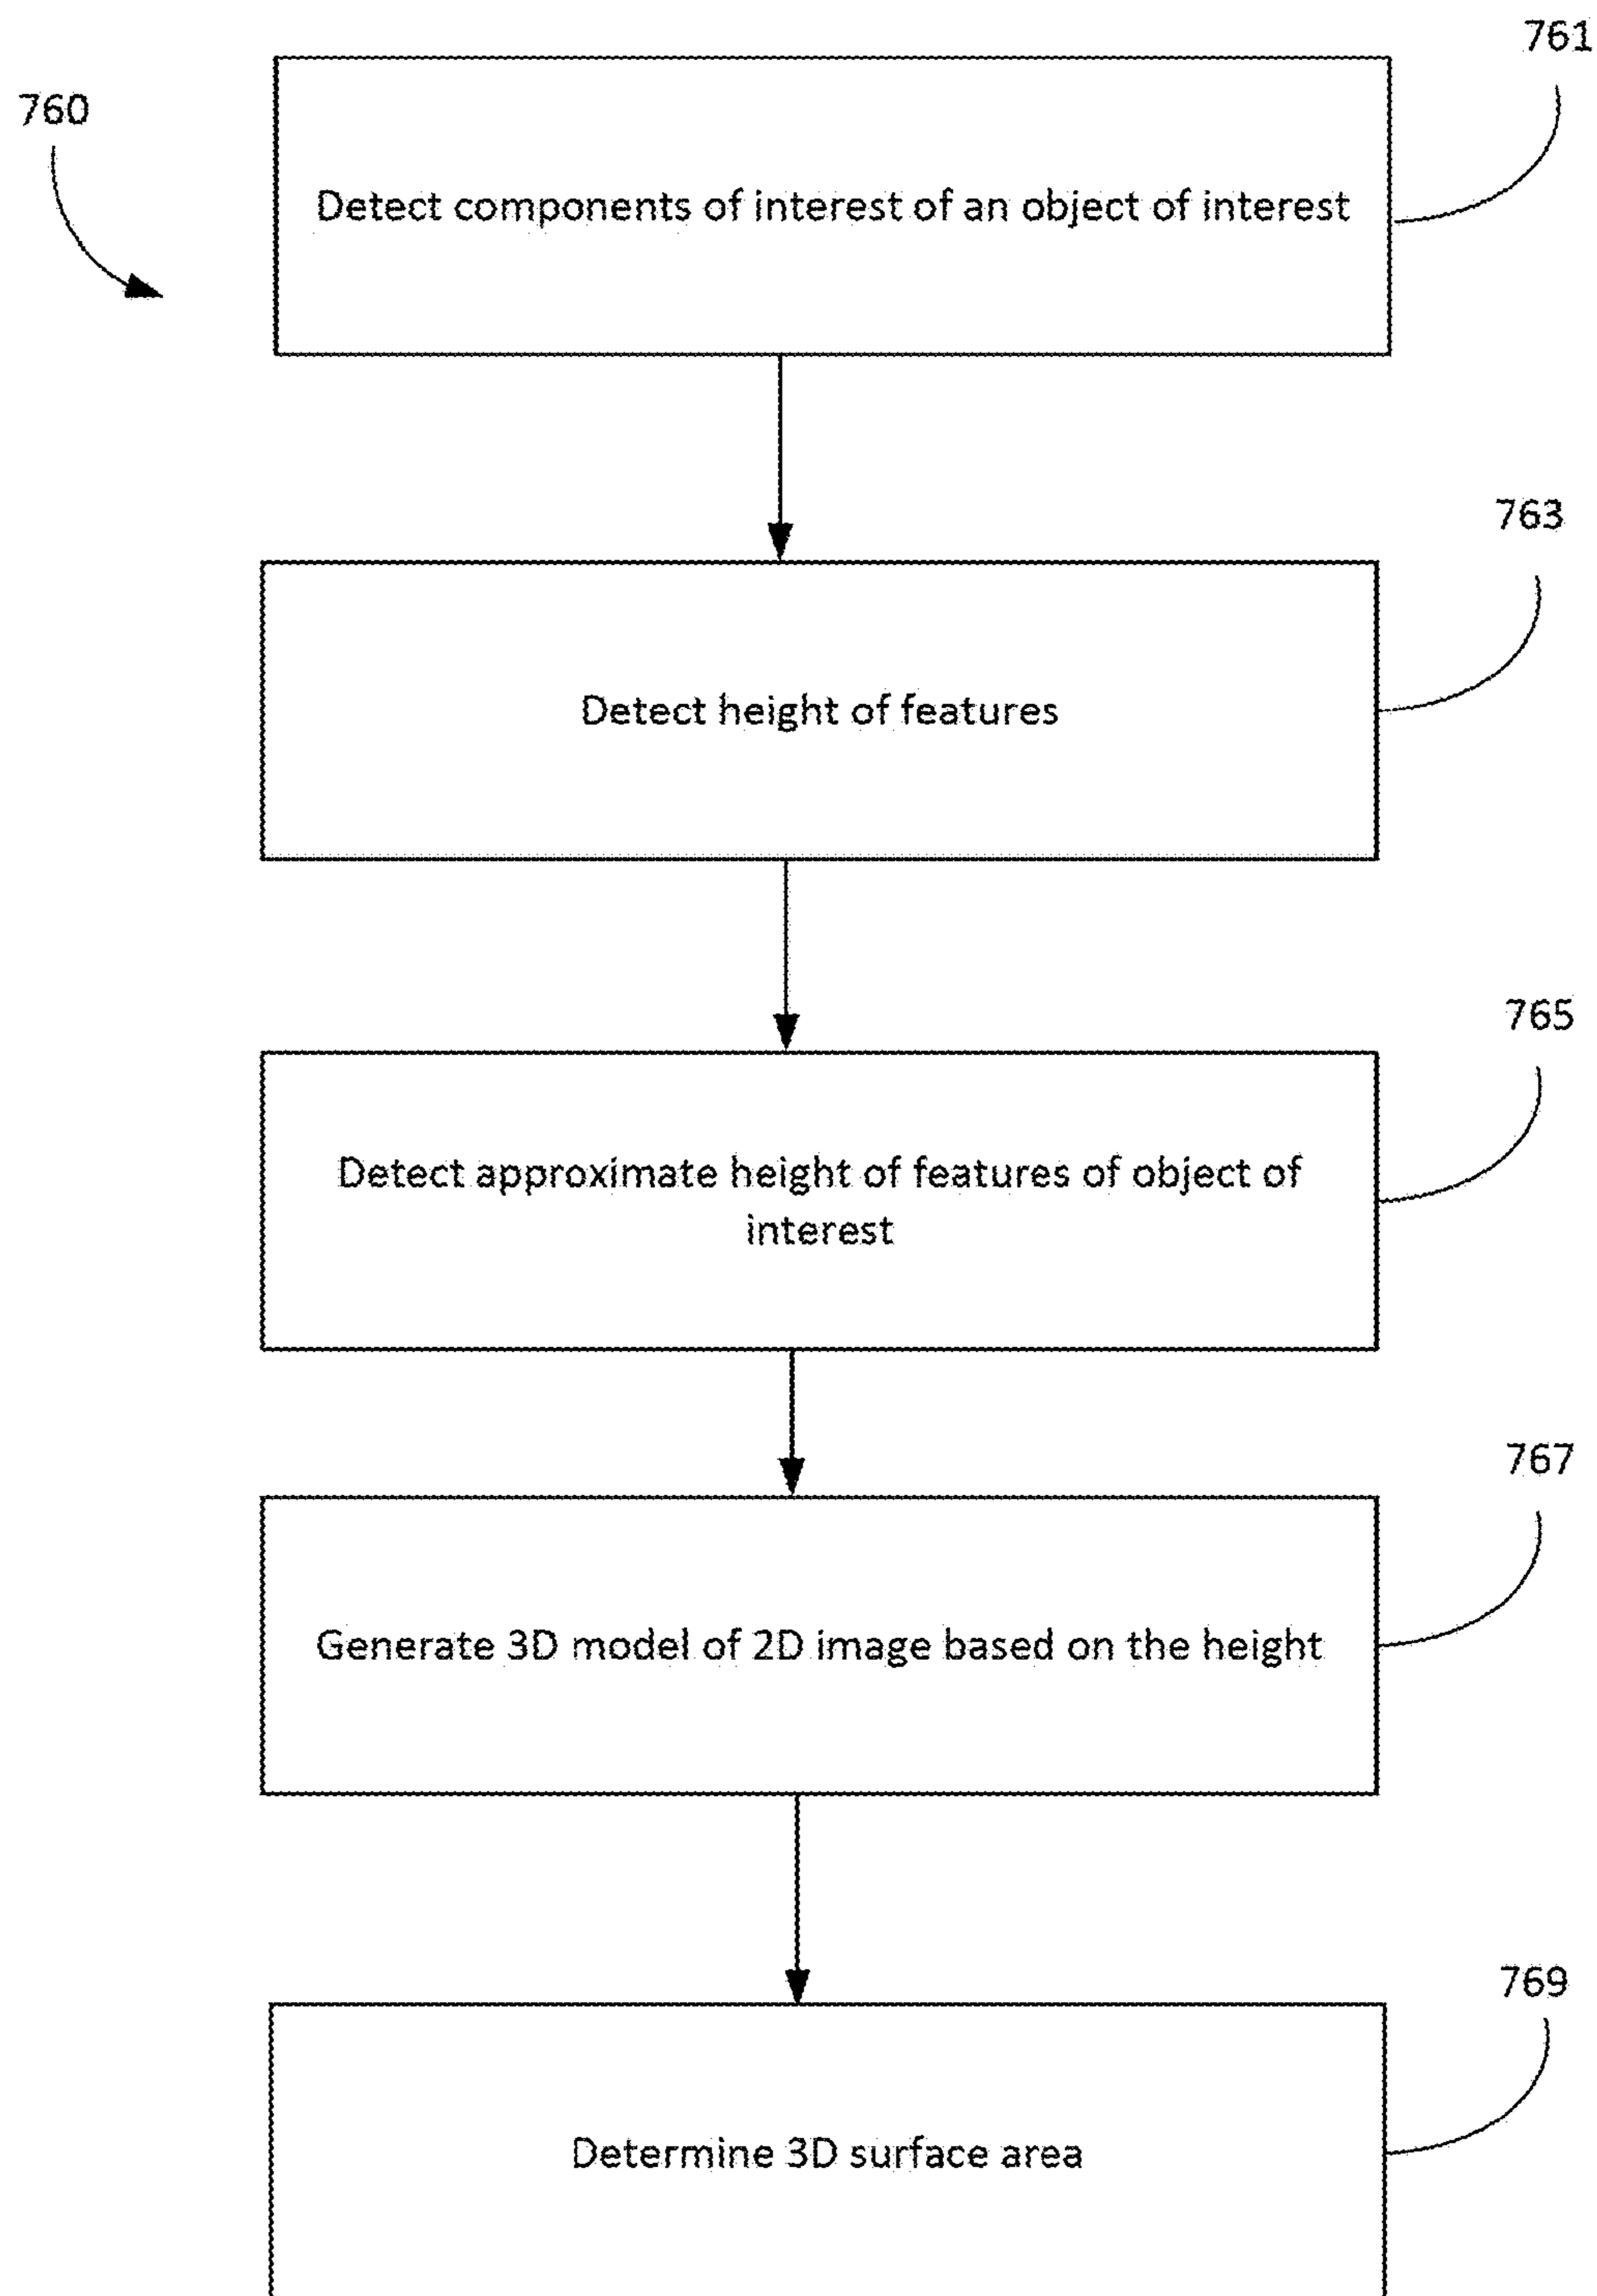 761
760
Detect components of interest of an object of interest
763
Detect height of features
765
Detect approximate height of features of object of
interest
767
Generate 3D model of 2D image based on the height
769
Determine 3D surface area